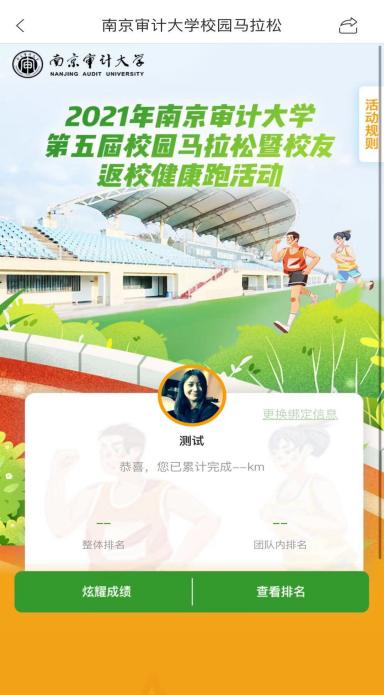 南京审计大学校园马拉松
南京审计大学
NANJING AUDIT UNIVERSITY
活动规则
2021年南京审计大学
第五届校园马拉松暨校友
返校健康跑活动
更换绑定信息
测试
恭喜，您已累计完成--km
-- --
整体排名 团队内排名
炫耀成绩 查看排名